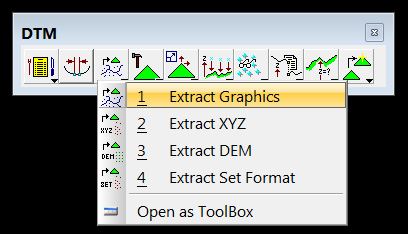 DTM
Z=?
1 Extract Graphics
XYZ 2 Extract XYZ
DEM 3 Extract DEM
SET 4 Extract Set Format
Open as ToolBox